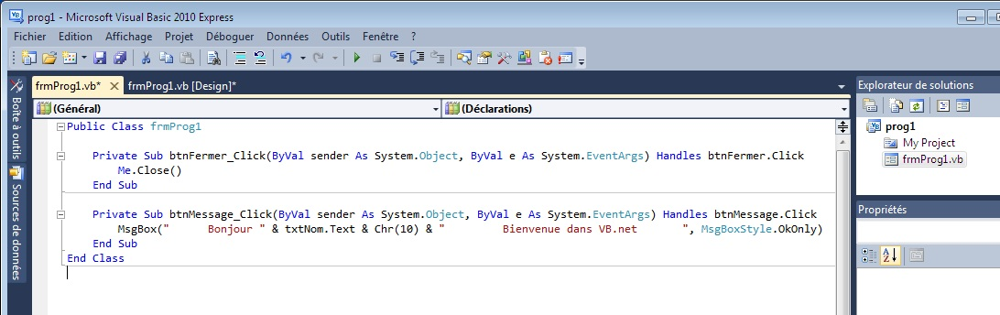 prog1 - Microsoft Visual Basic 2010 Express
Fichier Edition Affichage Projet Déboguer Données Outils Fenêtre ?
frmProg1.vb* frmProg1.vb [Design]*
(Général) (Déclarations)
Public Class frmProg1
Private Sub btnFermer_Click(ByVal sender As System.Object, ByVal e As System.EventArgs) Handles btnFermer.Click
Me.Close()
End Sub
Private Sub btnMessage_Click(ByVal sender As System.Object, ByVal e As System.EventArgs) Handles btnMessage.Click
MsgBox("      Bonjour " & txtNom.Text & Chr(10) & "         Bienvenue dans VB.net       ", MsgBoxStyle.OkOnly)
End Sub
End Class
Boîte à outils
Sources de données
Explorateur de solutions
prog1
My Project
frmProg1.vb
Propriétés